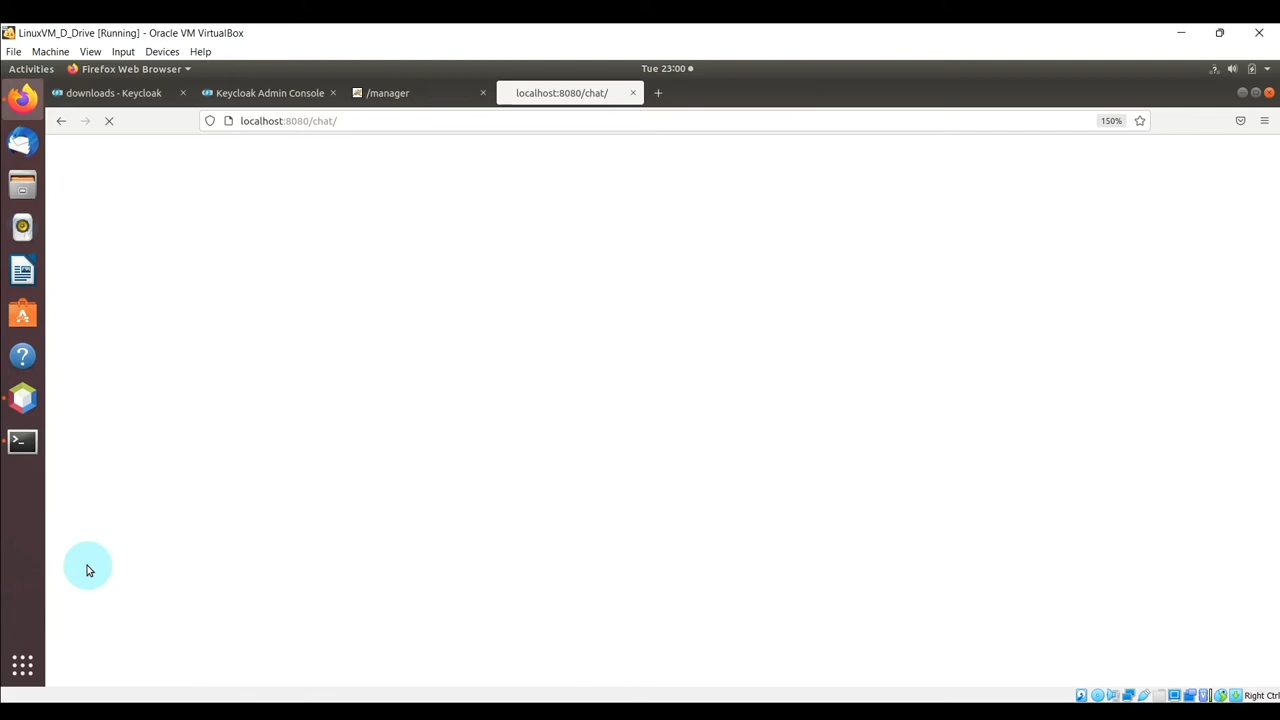 LinuxVM_D_Drive [Running] - Oracle VM VirtualBox
File Machine View Input Devices Help
Activities Firefox Web Browser Tue 23:00
downloads - Keycloak Keycloak Admin Console /manager localhost:8080/chat/
localhost:8080/chat/ 150%
Right Ctrl